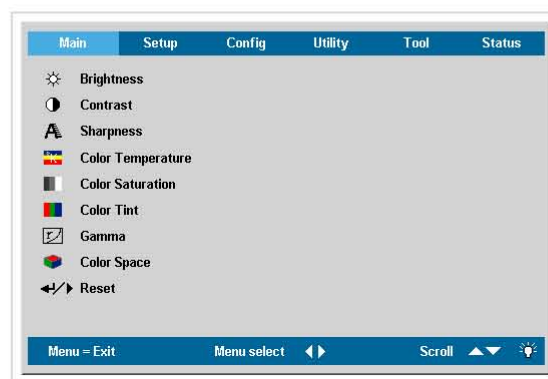 Main Setup Config Utility Tool Status
Brightness
Contrast
Sharpness
Color Temperature
Color Saturation
Color Tint
Gamma
Color Space
Reset
Menu = Exit Menu select Scroll